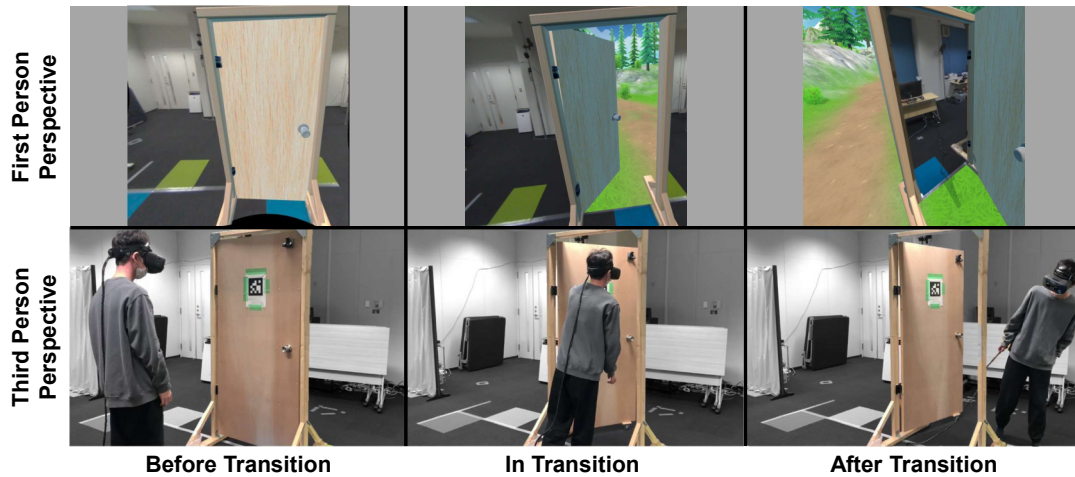 First Person
Perspective
Third Person
Perspective
Before Transition
In Transition
After Transition